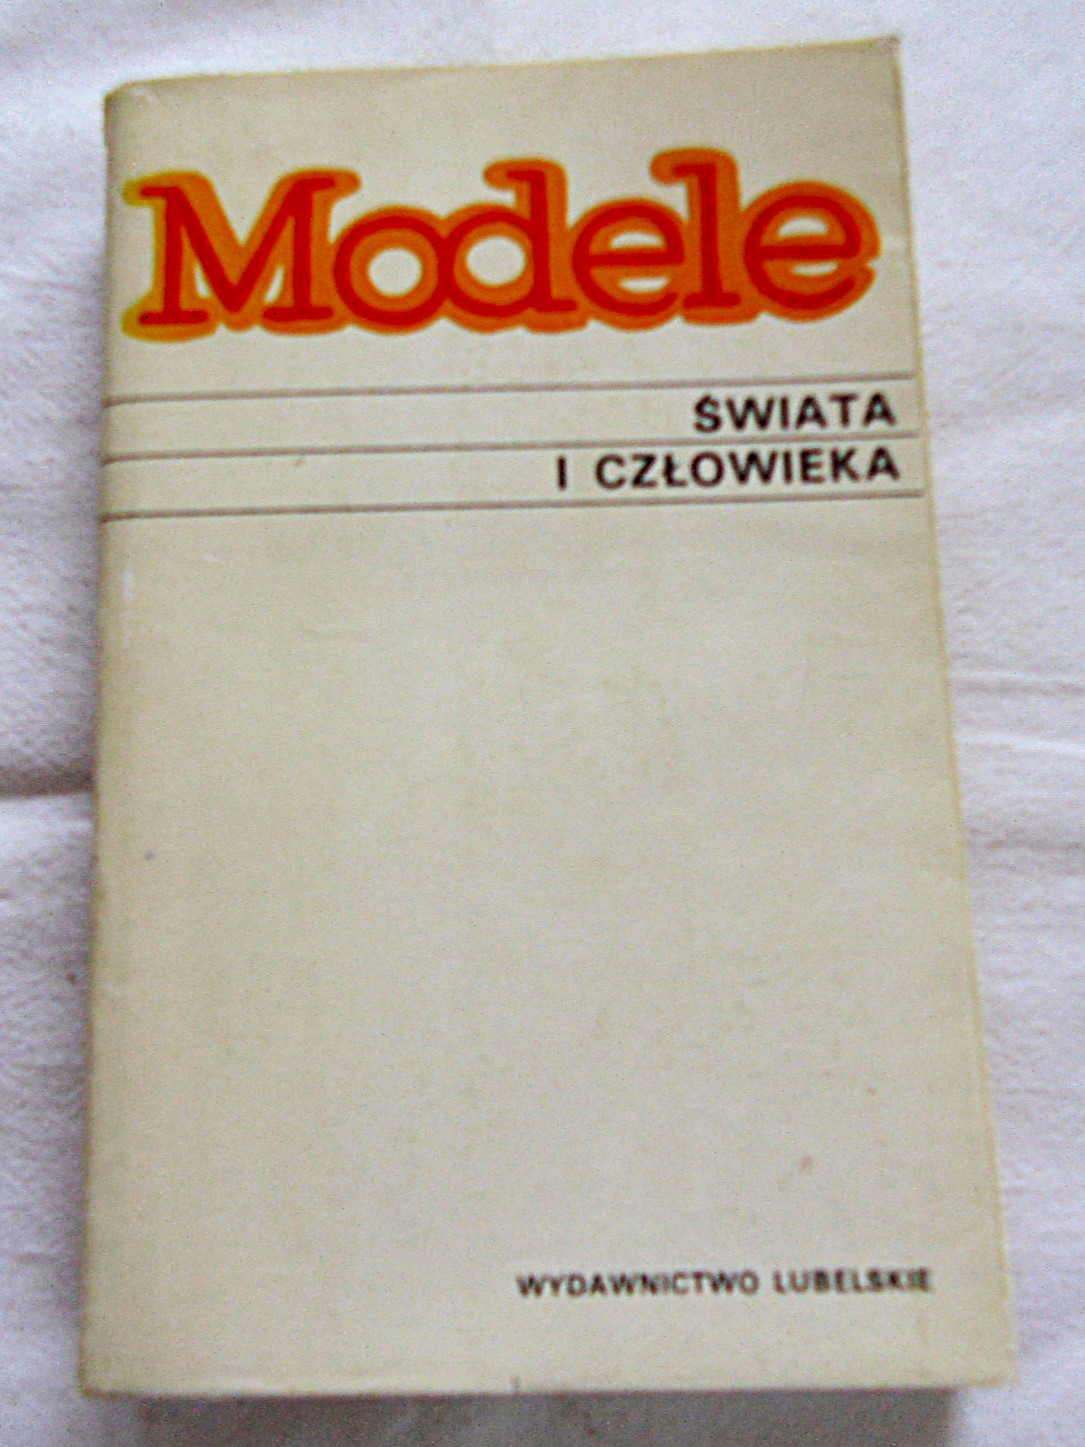 Modele
ŚWIATA
I CZŁOWIEKA
WYDAWNICTWO LUBELSKIE